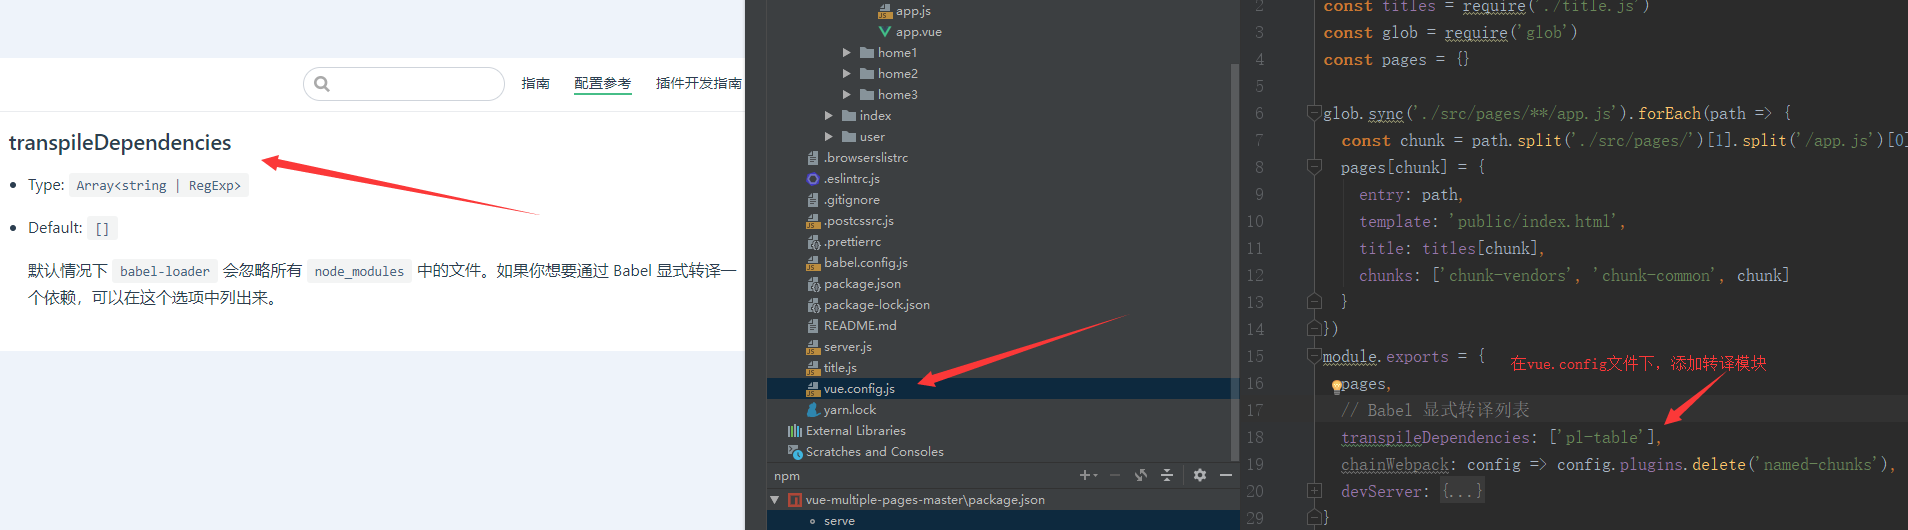 指南
配置参考
插件开发指南
transpileDependencies
Type: Array<string | RegExp>
Default: []
默认情况下 babel-loader 会忽略所有 node_modules 中的文件。如果你想要通过 Babel 显式转译一
个依赖，可以在这个选项中列出来。
app.js
app.vue
home1
home2
home3
index
user
.browserslistrc
.eslintrc.js
.gitignore
.postcssrc.js
.prettierrc
babel.config.js
package.json
package-lock.json
README.md
server.js
title.js
vue.config.js
yarn.lock
External Libraries
Scratches and Consoles
npm
vue-multiple-pages-master\package.json
serve
2 const titles = require('./title.js')
3 const glob = require('glob')
4 const pages = {}
5
6 glob.sync('./src/pages/**/app.js').forEach(path => {
7 const chunk = path.split('./src/pages/')[1].split('/app.js')[0]
8 pages[chunk] = {
9 entry: path,
10 template: 'public/index.html',
11 title: titles[chunk],
12 chunks: ['chunk-vendors', 'chunk-common', chunk]
13 }
14 })
15 module.exports = {
在vue.config文件下，添加转译模块
16 pages,
17 // Babel 显式转译列表
18 transpileDependencies: ['pl-table'],
19 chainWebpack: config => config.plugins.delete('named-chunks'),
20 devServer: {...}
29 }